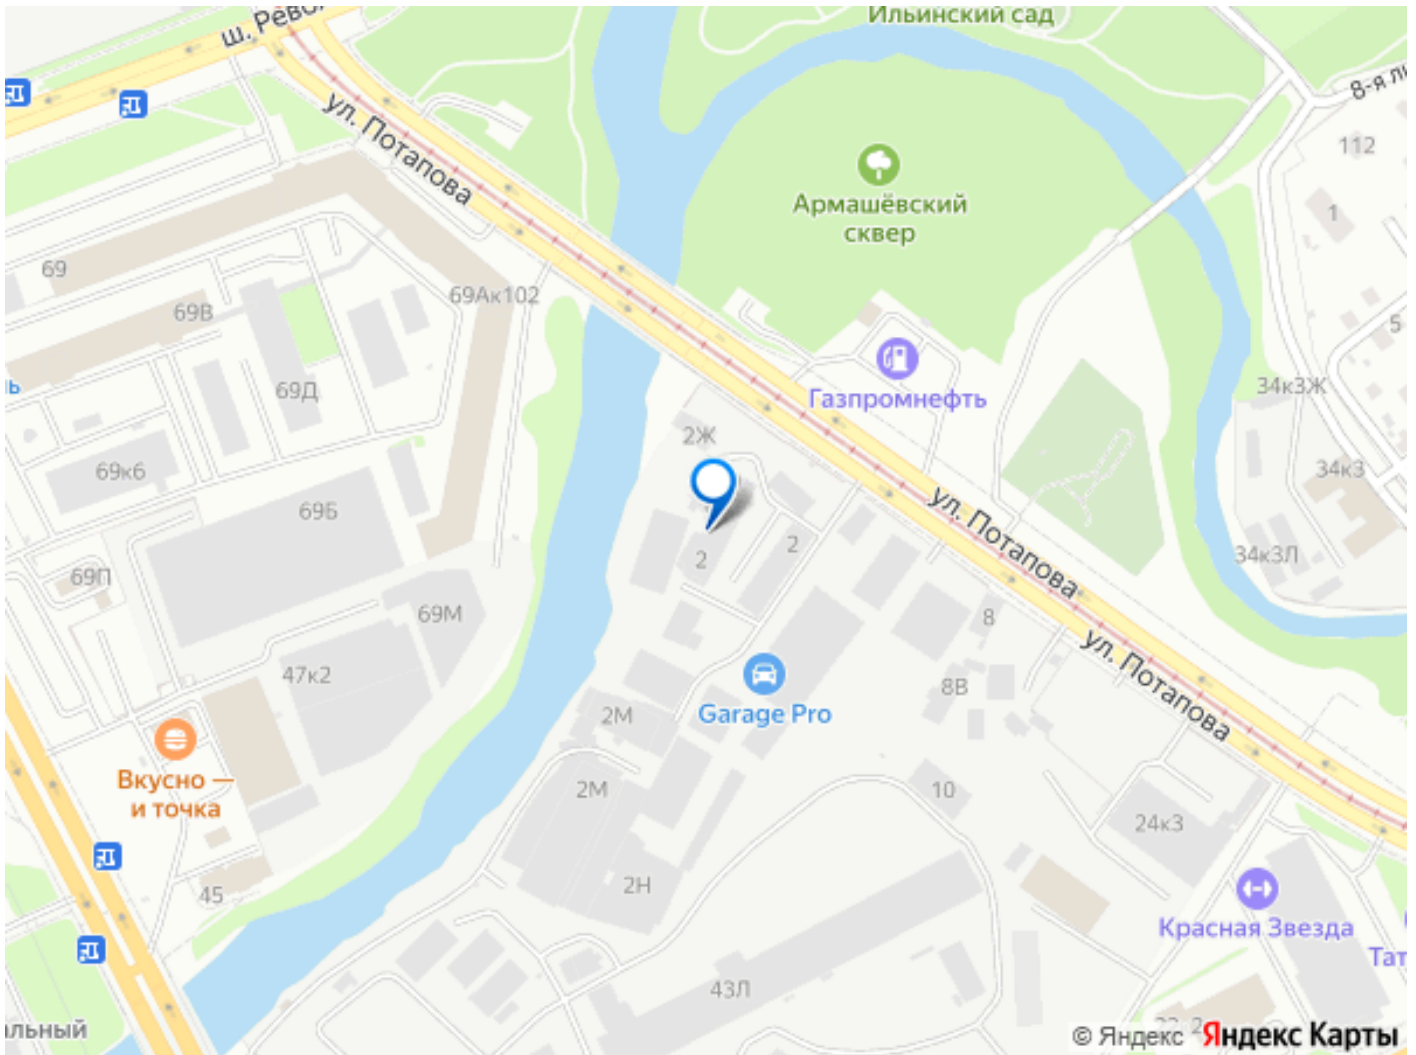 Ильинский сад
ш. Рево
8-я л
ул. Потапова
112
Армашёвский
сквер
1
69
69Ак102
69В
5
Газпромнефть
34к3Ж
69Д
2Ж
69к6
34к3
69Б
ул. Потапова
2
2
34к3Л
69П
69М
8
ул. Потапова
47к2
8В
2М
Garage Pro
Вкусно —
и точка
2М
10
24к3
2Н
45
Красная Звезда
Тат
43Л
альный
© Яндекс Яндекс Карты